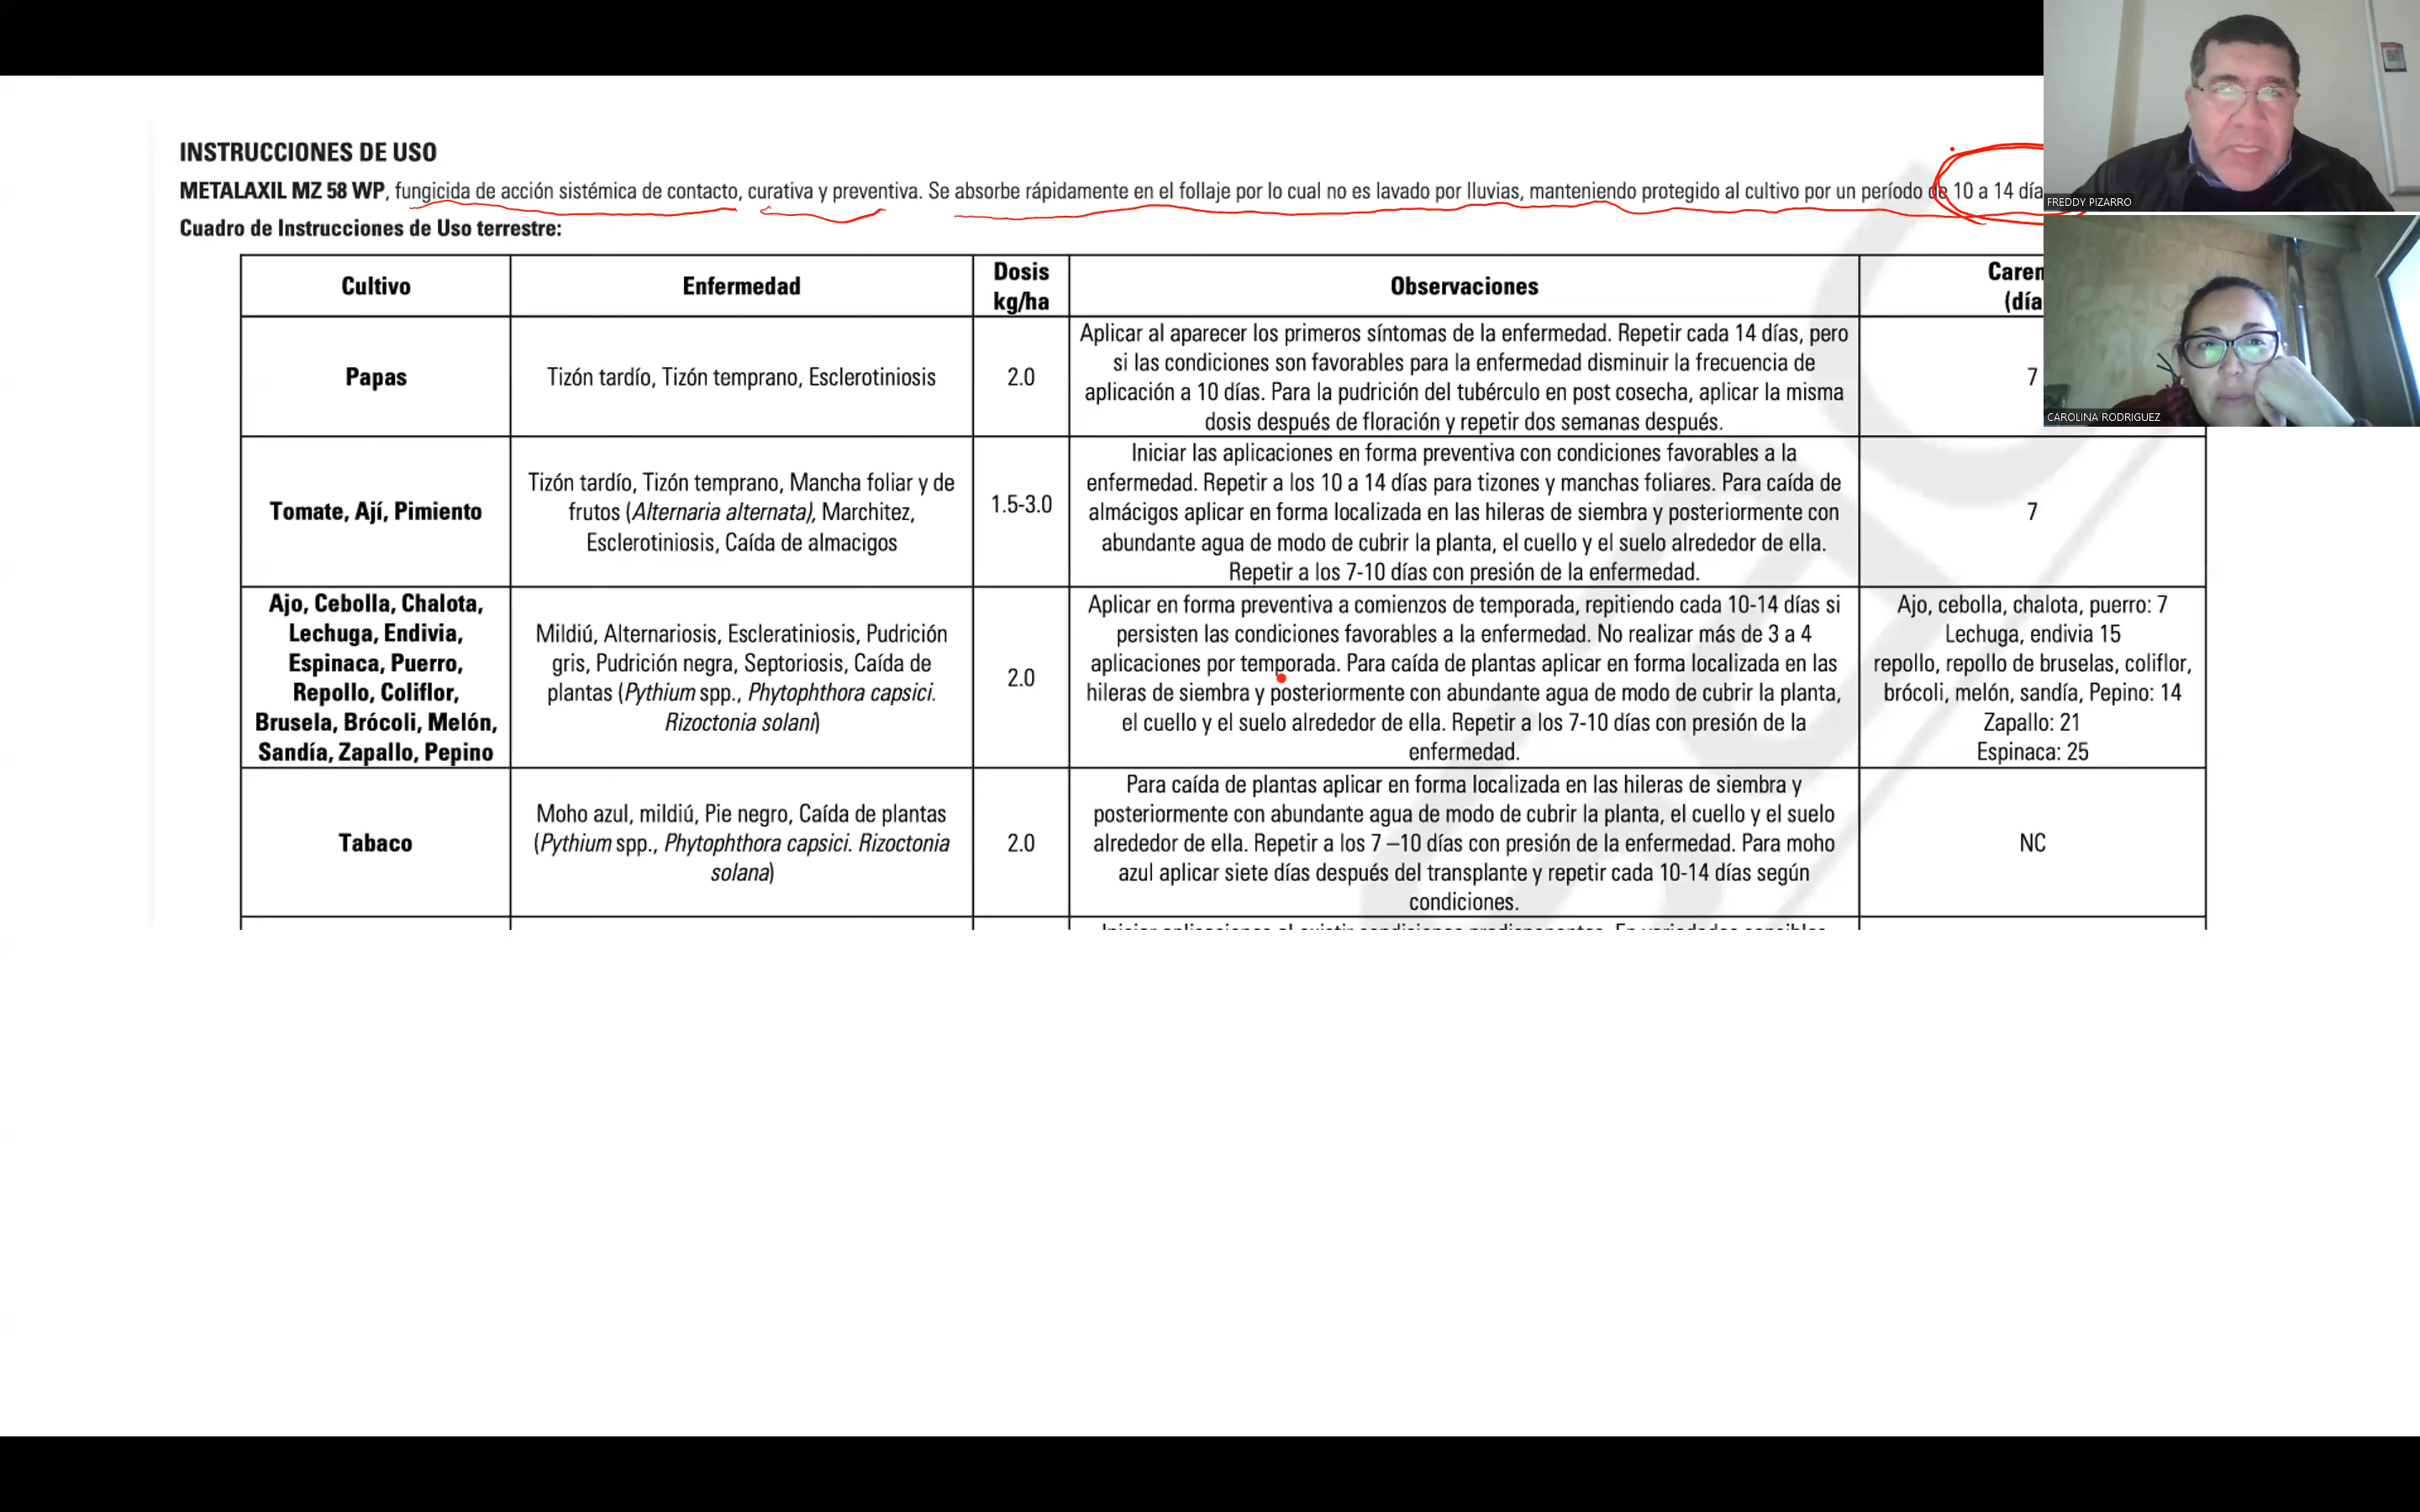 INSTRUCCIONES DE USO
METALAXIL MZ 58 WP, fungicida de acción sistémica de contacto, curativa y preventiva. Se absorbe rápidamente en el follaje por lo cual no es lavado por lluvias, manteniendo protegido al cultivo por un período de 10 a 14 día
Cuadro de Instrucciones de Uso terrestre:
Cultivo
Enfermedad
Dosis
kg/ha
Observaciones
Caren
(día
Papas
Tizón tardío, Tizón temprano, Esclerotiniosis
2.0
Aplicar al aparecer los primeros síntomas de la enfermedad. Repetir cada 14 días, pero
si las condiciones son favorables para la enfermedad disminuir la frecuencia de
aplicación a 10 días. Para la pudrición del tubérculo en post cosecha, aplicar la misma
dosis después de floración y repetir dos semanas después.
7
Tomate, Ají, Pimiento
Tizón tardío, Tizón temprano, Mancha foliar y de
frutos (Alternaria alternata), Marchitez,
Esclerotiniosis, Caída de almacigos
1.5-3.0
Iniciar las aplicaciones en forma preventiva con condiciones favorables a la
enfermedad. Repetir a los 10 a 14 días para tizones y manchas foliares. Para caída de
almácigos aplicar en forma localizada en las hileras de siembra y posteriormente con
abundante agua de modo de cubrir la planta, el cuello y el suelo alrededor de ella.
Repetir a los 7-10 días con presión de la enfermedad.
7
Ajo, Cebolla, Chalota,
Lechuga, Endivia,
Espinaca, Puerro,
Repollo, Coliflor,
Brusela, Brócoli, Melón,
Sandía, Zapallo, Pepino
Mildiú, Alternariosis, Escleratiniosis, Pudrición
gris, Pudrición negra, Septoriosis, Caída de
plantas (Pythium spp., Phytophthora capsici.
Rizoctonia solani)
2.0
Aplicar en forma preventiva a comienzos de temporada, repitiendo cada 10-14 días si
persisten las condiciones favorables a la enfermedad. No realizar más de 3 a 4
aplicaciones por temporada. Para caída de plantas aplicar en forma localizada en las
hileras de siembra y posteriormente con abundante agua de modo de cubrir la planta,
el cuello y el suelo alrededor de ella. Repetir a los 7-10 días con presión de la
enfermedad.
Ajo, cebolla, chalota, puerro: 7
Lechuga, endivia 15
repollo, repollo de bruselas, coliflor,
brócoli, melón, sandía, Pepino: 14
Zapallo: 21
Espinaca: 25
Tabaco
Moho azul, mildiú, Pie negro, Caída de plantas
(Pythium spp., Phytophthora capsici. Rizoctonia
solana)
2.0
Para caída de plantas aplicar en forma localizada en las hileras de siembra y
posteriormente con abundante agua de modo de cubrir la planta, el cuello y el suelo
alrededor de ella. Repetir a los 7 –10 días con presión de la enfermedad. Para moho
azul aplicar siete días después del transplante y repetir cada 10-14 días según
condiciones.
NC
FREDDY PIZARRO
CAROLINA RODRIGUEZ